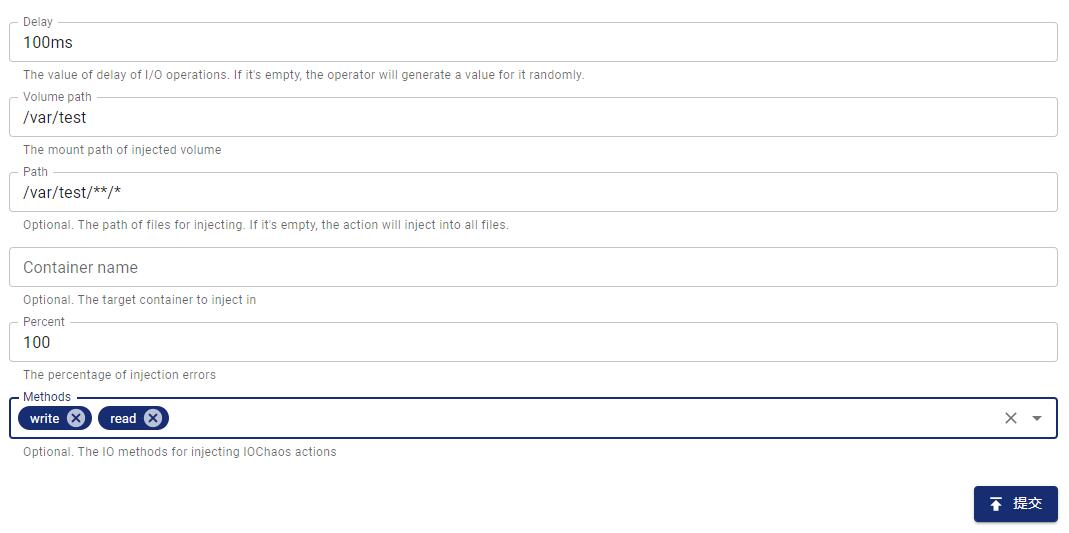 Delay
100ms
The value of delay of I/O operations. If it's empty, the operator will generate a value for it randomly.
Volume path
/var/test
The mount path of injected volume
Path
/var/test/**/*
Optional. The path of files for injecting. If it's empty, the action will inject into all files.
Container name
Optional. The target container to inject in
Percent
100
The percentage of injection errors
Methods
write read
Optional. The IO methods for injecting IOChaos actions
提交